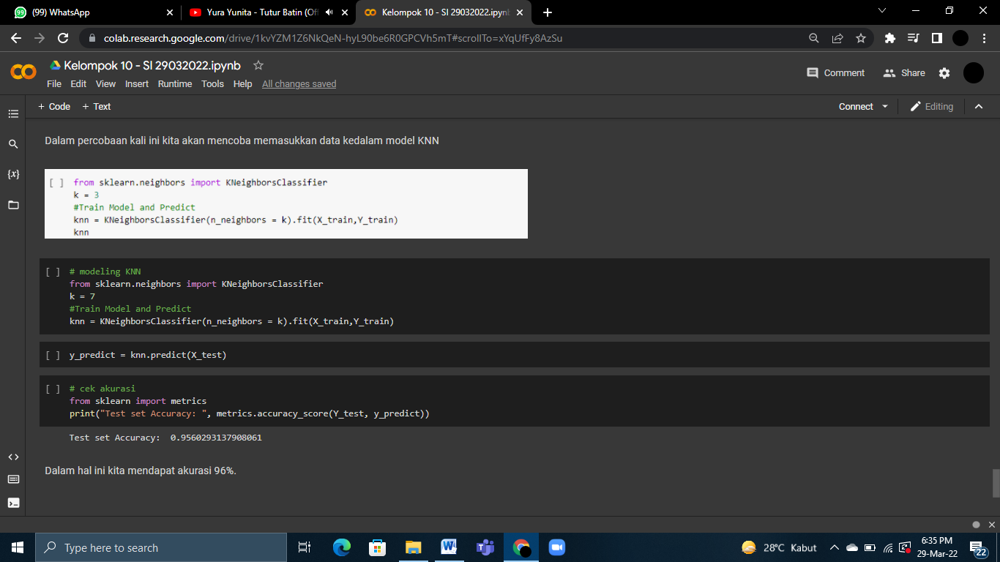 (99) WhatsApp
Yura Yunita - Tutur Batin (Of
Kelompok 10 - SI 29032022.ipynb
colab.research.google.com/drive/1kvYZM1Z6NkQeN-hyL90be6R0GPCVh5mT#scrollTo=xYqUfFy8AzSu
Kelompok 10 - SI 29032022.ipynb
Comment
Share
File Edit View Insert Runtime Tools Help All changes saved
+ Code + Text
Connect
Editing
Dalam percobaan kali ini kita akan mencoba memasukkan data kedalam model KNN
[ ] from sklearn.neighbors import KNeighborsClassifier
k = 3
#Train Model and Predict
knn = KNeighborsClassifier(n_neighbors = k).fit(X_train,Y_train)
knn
[ ] # modeling KNN
from sklearn.neighbors import KNeighborsClassifier
k = 7
#Train Model and Predict
knn = KNeighborsClassifier(n_neighbors = k).fit(X_train,Y_train)
[ ] y_predict = knn.predict(X_test)
[ ] # cek akurasi
from sklearn import metrics
print("Test set Accuracy: ", metrics.accuracy_score(Y_test, y_predict))
Test set Accuracy:  0.9560293137908061
Dalam hal ini kita mendapat akurasi 96%.
Type here to search
28°C Kabut
6:35 PM
29-Mar-22
22